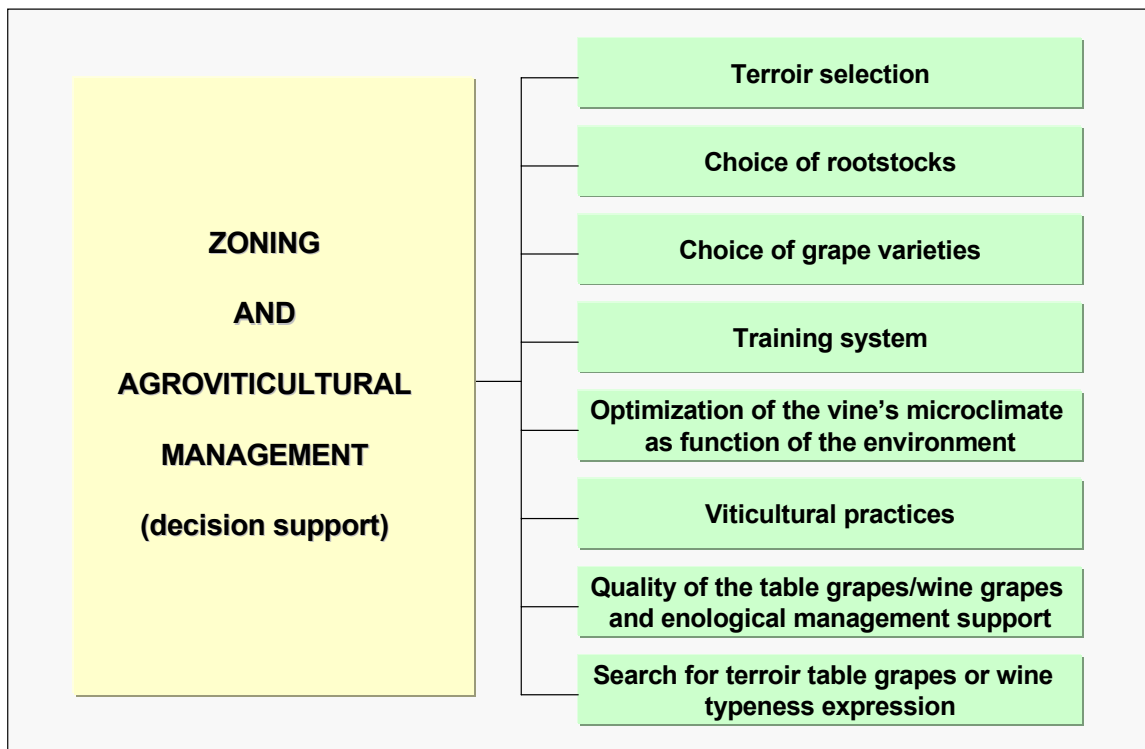 ZONING
AND
AGROVITICULTURAL
MANAGEMENT
(decision support)
Terroir selection
Choice of rootstocks
Choice of grape varieties
Training system
Optimization of the vine's microclimate
as function of the environment
Viticultural practices
Quality of the table grapes/wine grapes
and enological management support
Search for terroir table grapes or wine
typeness expression